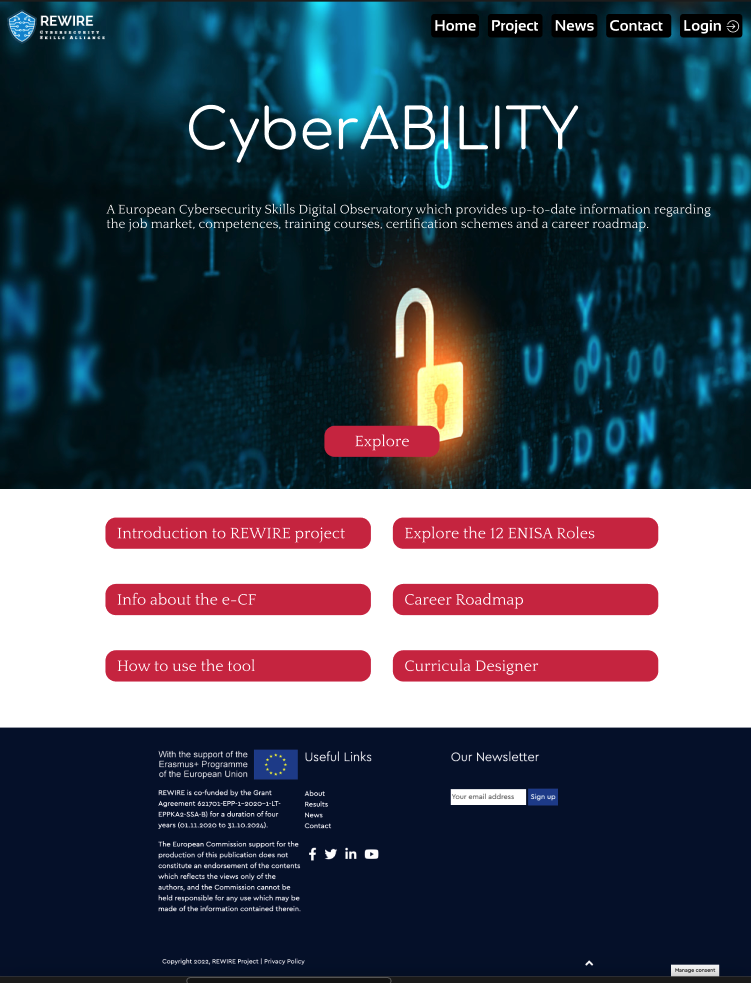 REWIRE
CYBERSECURITY
SKILLS ALLIANCE
Home Project News Contact Login
CyberABILITY
A European Cybersecurity Skills Digital Observatory which provides up-to-date information regarding
the job market, competences, training courses, certification schemes and a career roadmap.
Explore
Introduction to REWIRE project
Explore the 12 ENISA Roles
Info about the e-CF
Career Roadmap
How to use the tool
Curricula Designer
With the support of the
Erasmus+ Programme
of the European Union
REWIRE is co-funded by the Grant
Agreement 621701-EPP-1-2020-1-LT-
EPPKA2-SSA-B) for a duration of four
years (01.11.2020 to 31.10.2024).
The European Commission support for the
production of this publication does not
constitute an endorsement of the contents
which reflects the views only of the
authors, and the Commission cannot be
held responsible for any use which may be
made of the information contained therein.
Useful Links
About
Results
News
Contact
Our Newsletter
Your email address
Sign up
Copyright 2022, REWIRE Project | Privacy Policy
Manage consent